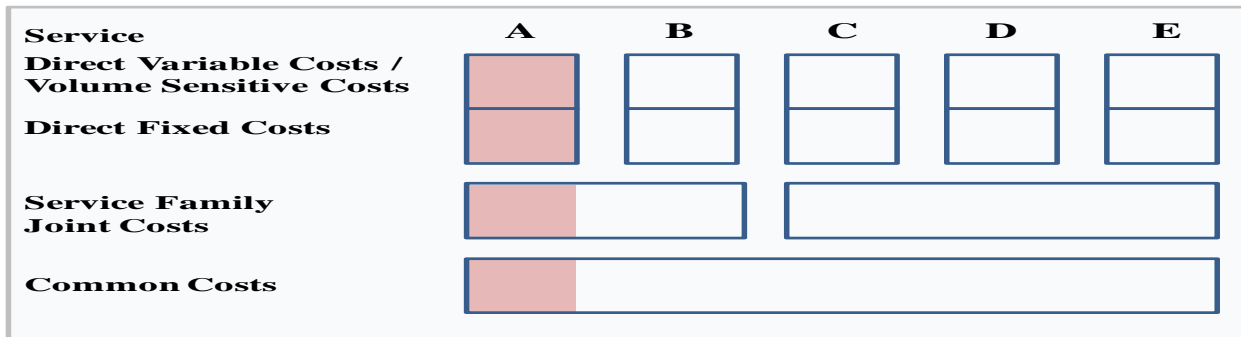 Service A B C D E
Direct Variable Costs /
Volume Sensitive Costs
Direct Fixed Costs
Service Family
Joint Costs
Common Costs